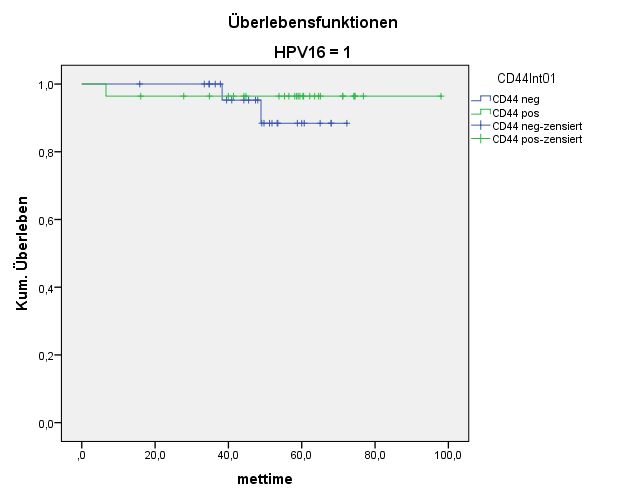 Überlebensfunktionen
HPV16 = 1
CD44Int01
CD44 neg
CD44 pos
CD44 neg-zensiert
CD44 pos-zensiert
Kum. Überleben
1,0
0,8
0,6
0,4
0,2
0,0
,0
20,0
40,0
60,0
80,0
100,0
mettime